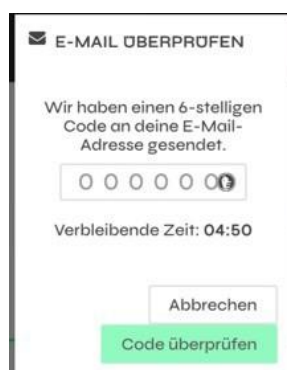 E-MAIL ÜBERPRÜFEN
Wir haben einen 6-stelligen
Code an deine E-Mail-
Adresse gesendet.
000000
Verbleibende Zeit: 04:50
Abbrechen
Code überprüfen